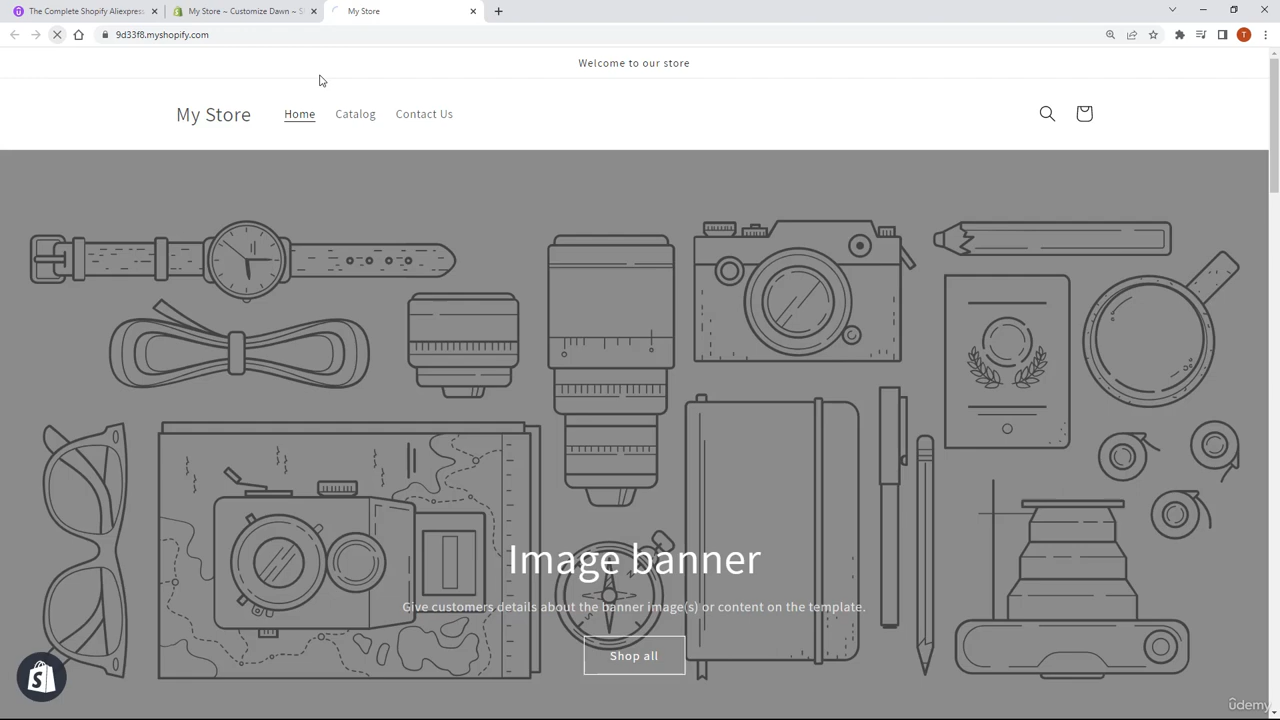 The Complete Shopify Aliexpres
My Store ~ Customize Dawn ~ S
My Store
9d33f8.myshopify.com
T
Welcome to our store
My Store
Home
Catalog
Contact Us
Image banner
Give customers details about the banner image(s) or content on the template.
Shop all
ûdemy